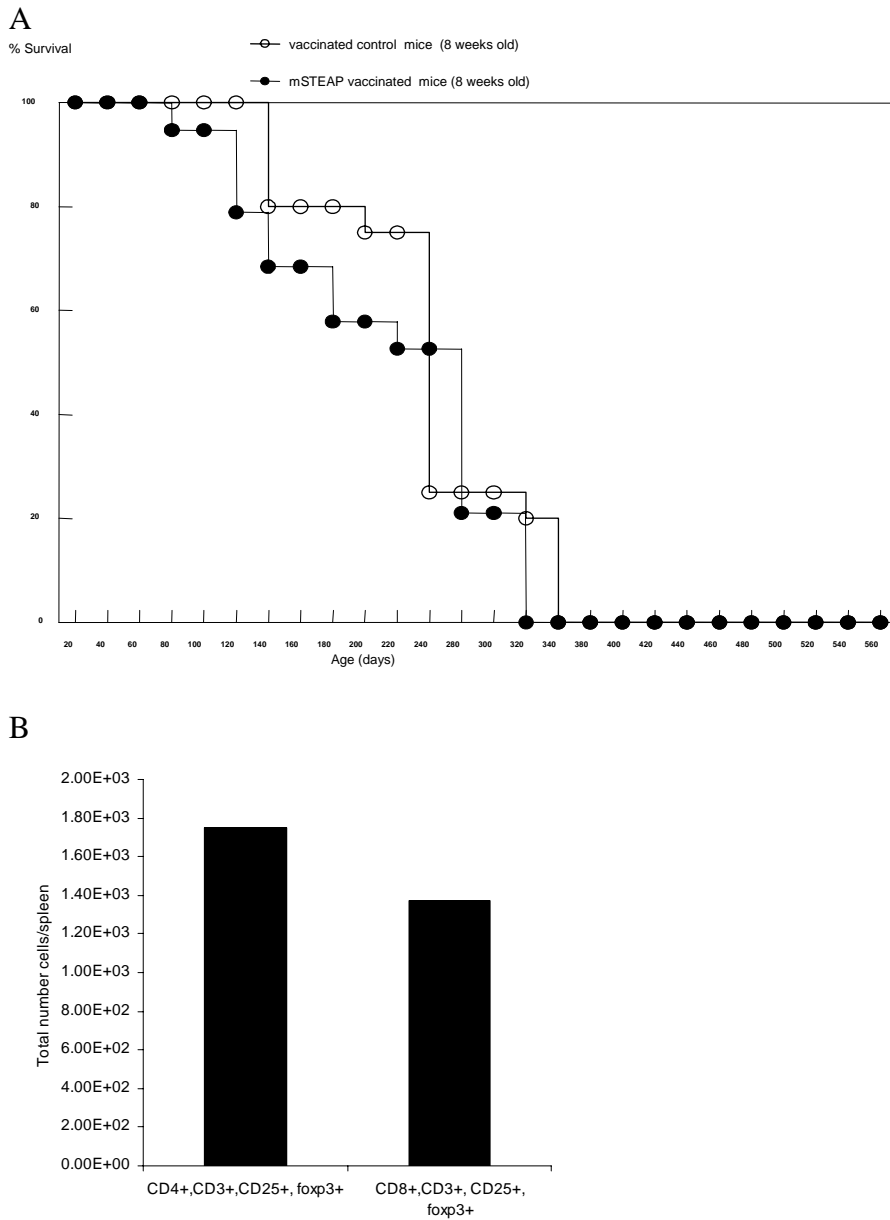 A
% Survival
vaccinated control mice (8 weeks old)
mSTEAP vaccinated mice (8 weeks old)
100
80
60
40
20
0
20 40 60 80 100 120 140 160 180 200 220 240 280 300 320 340 380 400 420 440 460 480 500 520 540 560
Age (days)
B
Total number cells/spleen
2.00E+03
1.80E+03
1.60E+03
1.40E+03
1.20E+03
1.00E+03
8.00E+02
6.00E+02
4.00E+02
2.00E+02
0.00E+00
CD4+,CD3+,CD25+, foxp3+
CD8+,CD3+, CD25+,
foxp3+